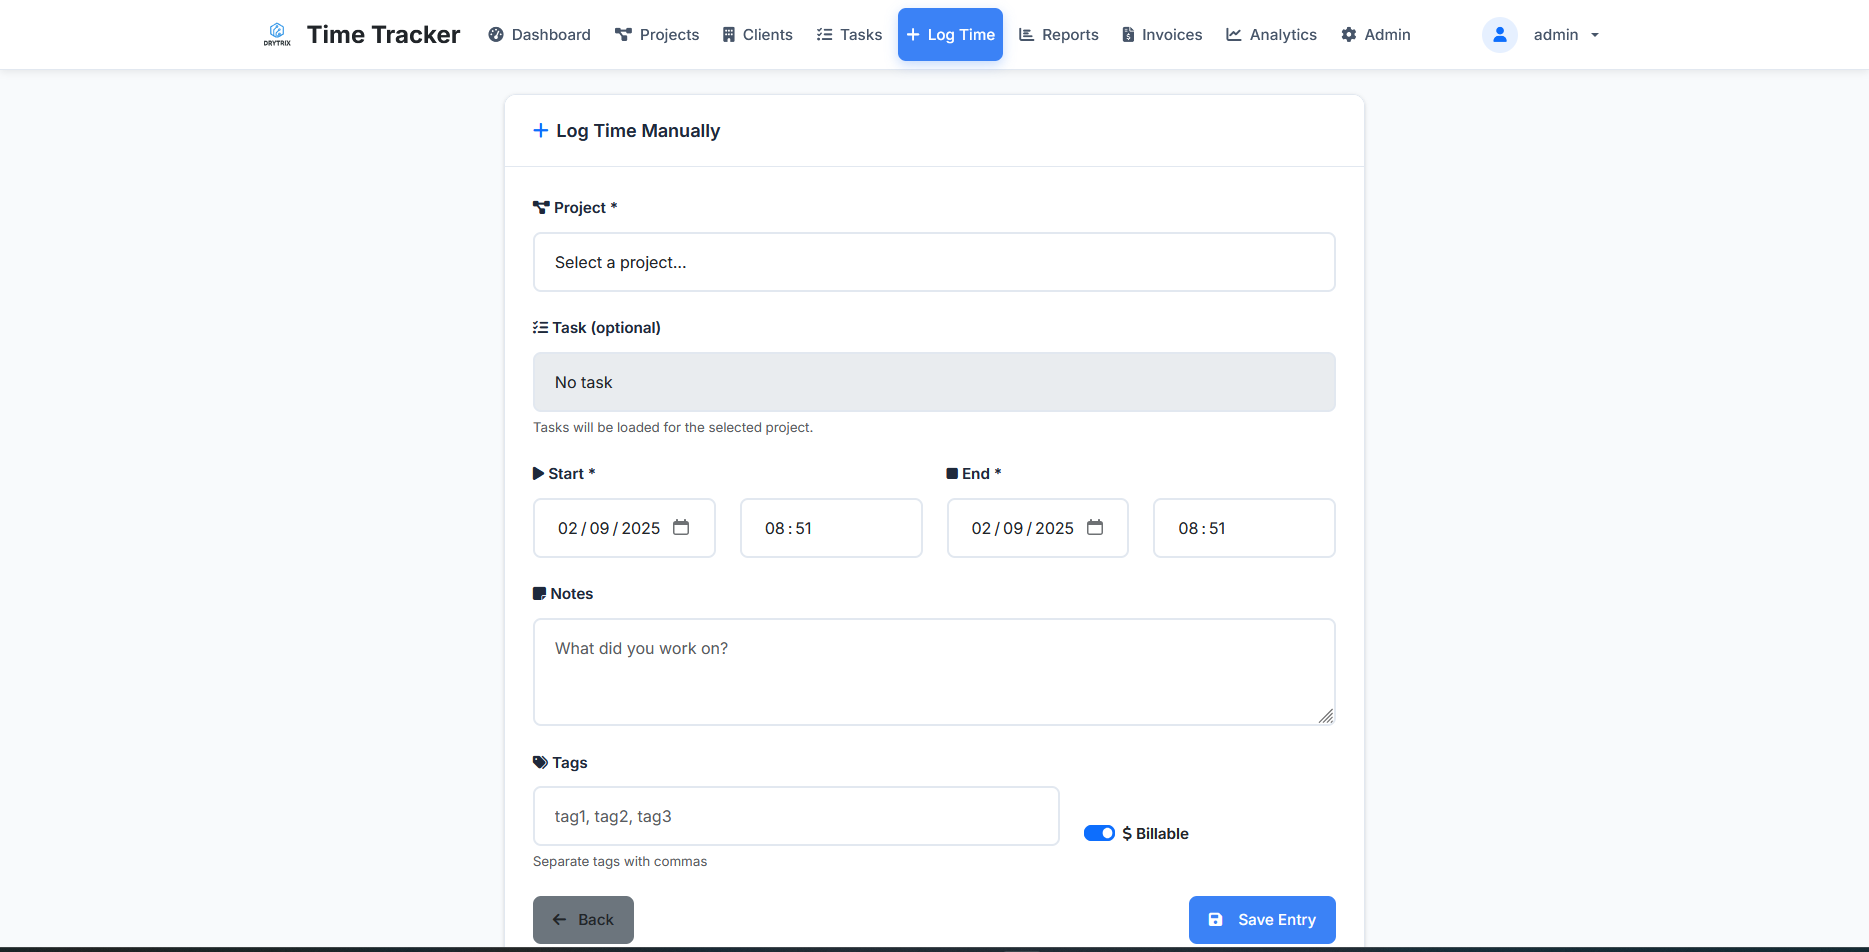 DRYTRIX
Time Tracker
Dashboard
Projects
Clients
Tasks
Log Time
Reports
Invoices
Analytics
Admin
admin
Log Time Manually
Project *
Select a project...
Task (optional)
No task
Tasks will be loaded for the selected project.
Start *
End *
02/09/2025
08:51
02/09/2025
08:51
Notes
What did you work on?
Tags
tag1, tag2, tag3
$ Billable
Separate tags with commas
Back
Save Entry